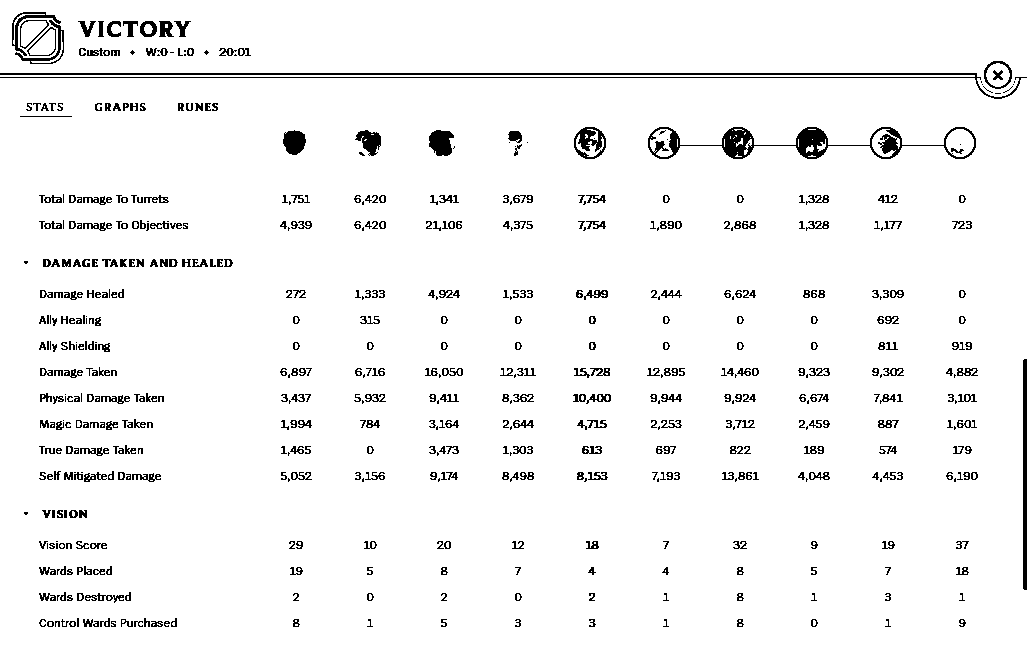 VICTORY
Custom • W:0 - L:0 • 20:01
STATS GRAPHS RUNES
Total Damage To Turrets 1,751 6,420 1,341 3,679 7,754 0 0 1,328 412 0
Total Damage To Objectives 4,939 6,420 21,106 4,375 7,754 1,890 2,868 1,328 1,177 723
DAMAGE TAKEN AND HEALED
Damage Healed 272 1,333 4,924 1,533 6,499 2,444 6,624 868 3,309 0
Ally Healing 0 315 0 0 0 0 0 0 692 0
Ally Shielding 0 0 0 0 0 0 0 0 811 919
Damage Taken 6,897 6,716 16,050 12,311 15,728 12,895 14,460 9,323 9,302 4,882
Physical Damage Taken 3,437 5,932 9,411 8,362 10,400 9,944 9,924 6,674 7,841 3,101
Magic Damage Taken 1,994 784 3,164 2,644 4,715 2,253 3,712 2,459 887 1,601
True Damage Taken 1,465 0 3,473 1,303 613 697 822 189 574 179
Self Mitigated Damage 5,052 3,156 9,174 8,498 8,153 7,193 13,861 4,048 4,453 6,190
VISION
Vision Score 29 10 20 12 18 7 32 9 19 37
Wards Placed 19 5 8 7 4 4 8 5 7 18
Wards Destroyed 2 0 2 0 2 1 8 1 3 1
Control Wards Purchased 8 1 5 3 3 1 8 0 1 9